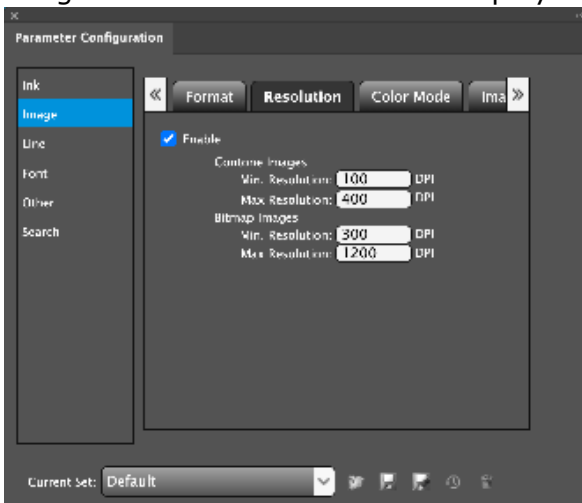 Parameter Configuration
Ink
Image
Line
Font
Other
Search
« Format Resolution Color Mode Ima »
Enable
Contone Images
Min. Resolution: 100 DPI
Max Resolution: 400 DPI
Bitmap Images
Min. Resolution: 300 DPI
Max Resolution: 1200 DPI
Current Set: Default